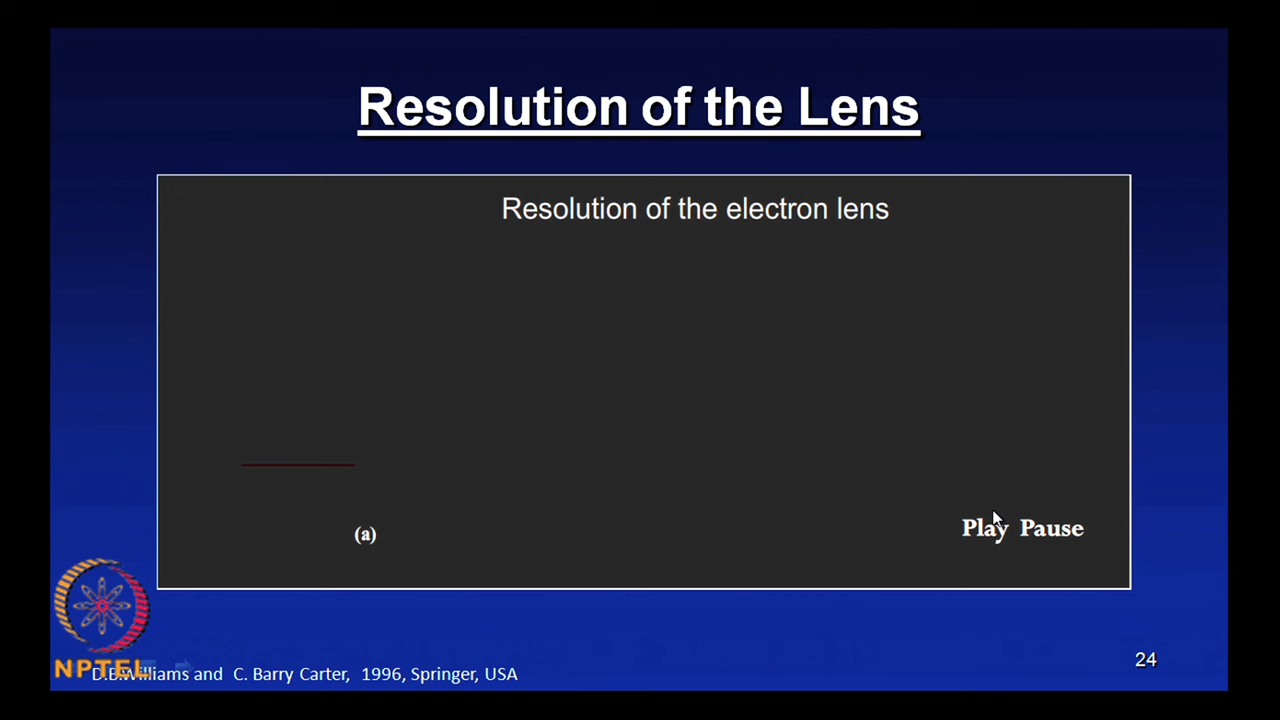 Resolution of the Lens
Resolution of the electron lens
(a)
Play Pause
24
NPTEL
D.B.Williams and C. Barry Carter, 1996, Springer, USA